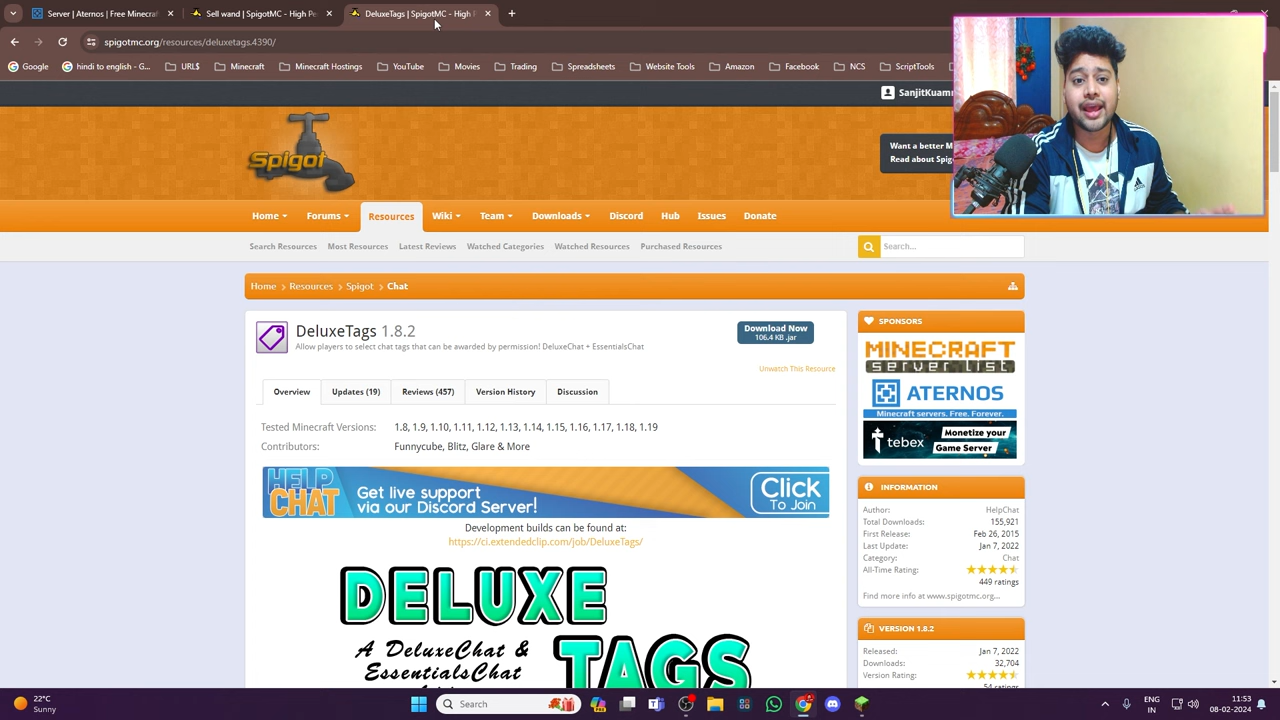 Server | Aternos | Free Minecraf
Sell wand | SpigotMC - High Pe
DeluxeTags | SpigotMC - High P
spigotmc.org/resources/deluxetags.4390/
Google
hindi to english - G...
URL$
Minecraft
Minecraft Hostings
YouTube
Movies
Trading
Spreadsheets
Website Tools
Amazon
Facebook
NCS
ScriptTools
SanjitKuam
Spigot
Want a better M
Read about Spig
Home Forums Resources Wiki Team Downloads Discord Hub Issues Donate
Search Resources Most Resources Latest Reviews Watched Categories Watched Resources Purchased Resources
Search...
Home Resources Spigot Chat
DeluxeTags 1.8.2
Allow players to select chat tags that can be awarded by permission! DeluxeChat + EssentialsChat
Download Now
106.4 KB .jar
Unwatch This Resource
Overview Updates (19) Reviews (457) Version History Discussion
Tested Minecraft Versions: 1.8, 1.9, 1.10, 1.11, 1.12, 1.13, 1.14, 1.15, 1.16, 1.17, 1.18, 1.19
Contributors: Funnycube, Blitz, Glare & More
HELP CHAT
Get live support
via our Discord Server!
Click
To Join
Development builds can be found at:
https://ci.extendedclip.com/job/DeluxeTags/
DELUXE
A DeluxeChat &
EssentialsChat
TAGS
SPONSORS
MINECRAFT
server list
ATERNOS
Minecraft servers. Free. Forever.
tebex
Monetize your
Game Server
INFORMATION
Author: HelpChat
Total Downloads: 155,921
First Release: Feb 26, 2015
Last Update: Jan 7, 2022
Category: Chat
All-Time Rating:
449 ratings
Find more info at www.spigotmc.org...
VERSION 1.8.2
Released: Jan 7, 2022
Downloads: 32,704
Version Rating:
54 ratings
22°C
Sunny
Search
ENG
IN
11:53
08-02-2024